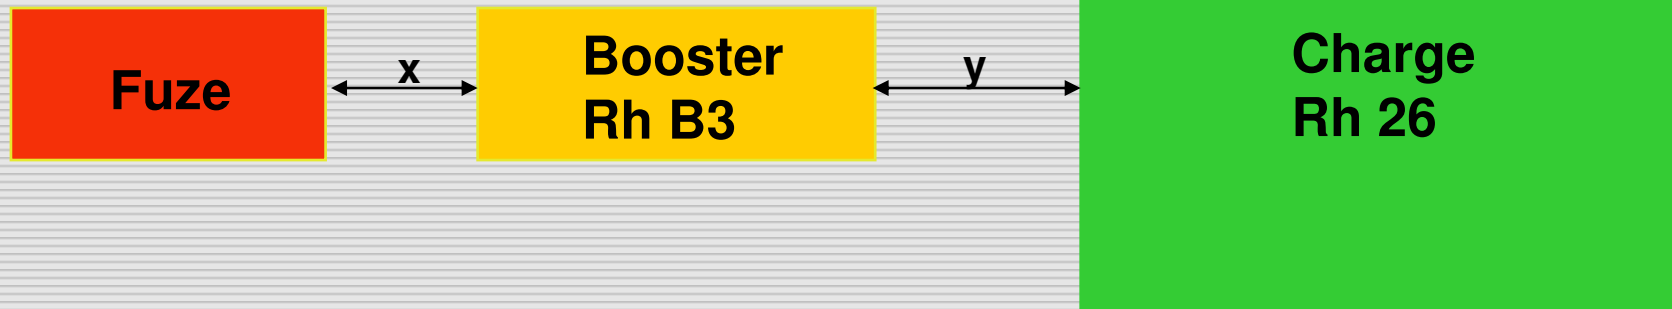 Fuze
x
Booster
Rh B3
y
Charge
Rh 26